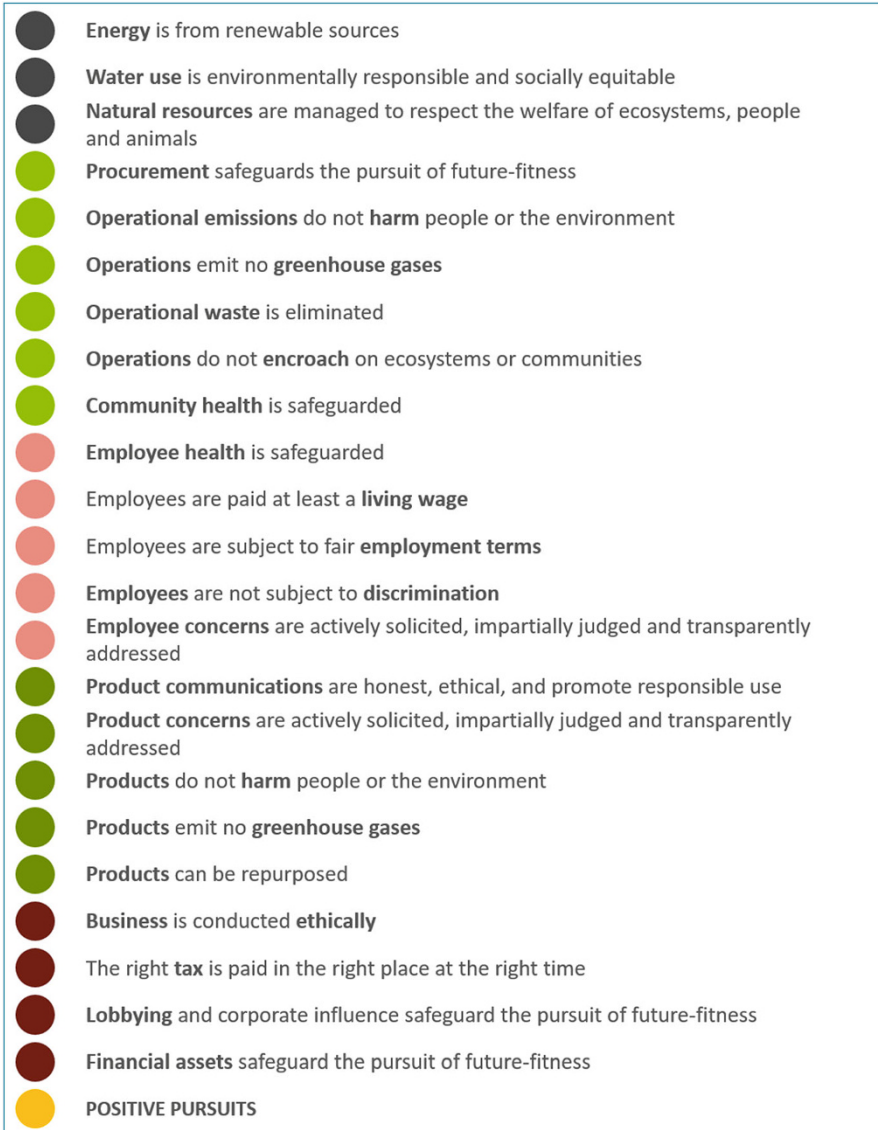 Energy is from renewable sources
Water use is environmentally responsible and socially equitable
Natural resources are managed to respect the welfare of ecosystems, people
and animals
Procurement safeguards the pursuit of future-fitness
Operational emissions do not harm people or the environment
Operations emit no greenhouse gases
Operational waste is eliminated
Operations do not encroach on ecosystems or communities
Community health is safeguarded
Employee health is safeguarded
Employees are paid at least a living wage
Employees are subject to fair employment terms
Employees are not subject to discrimination
Employee concerns are actively solicited, impartially judged and transparently
addressed
Product communications are honest, ethical, and promote responsible use
Product concerns are actively solicited, impartially judged and transparently
addressed
Products do not harm people or the environment
Products emit no greenhouse gases
Products can be repurposed
Business is conducted ethically
The right tax is paid in the right place at the right time
Lobbying and corporate influence safeguard the pursuit of future-fitness
Financial assets safeguard the pursuit of future-fitness
POSITIVE PURSUITS